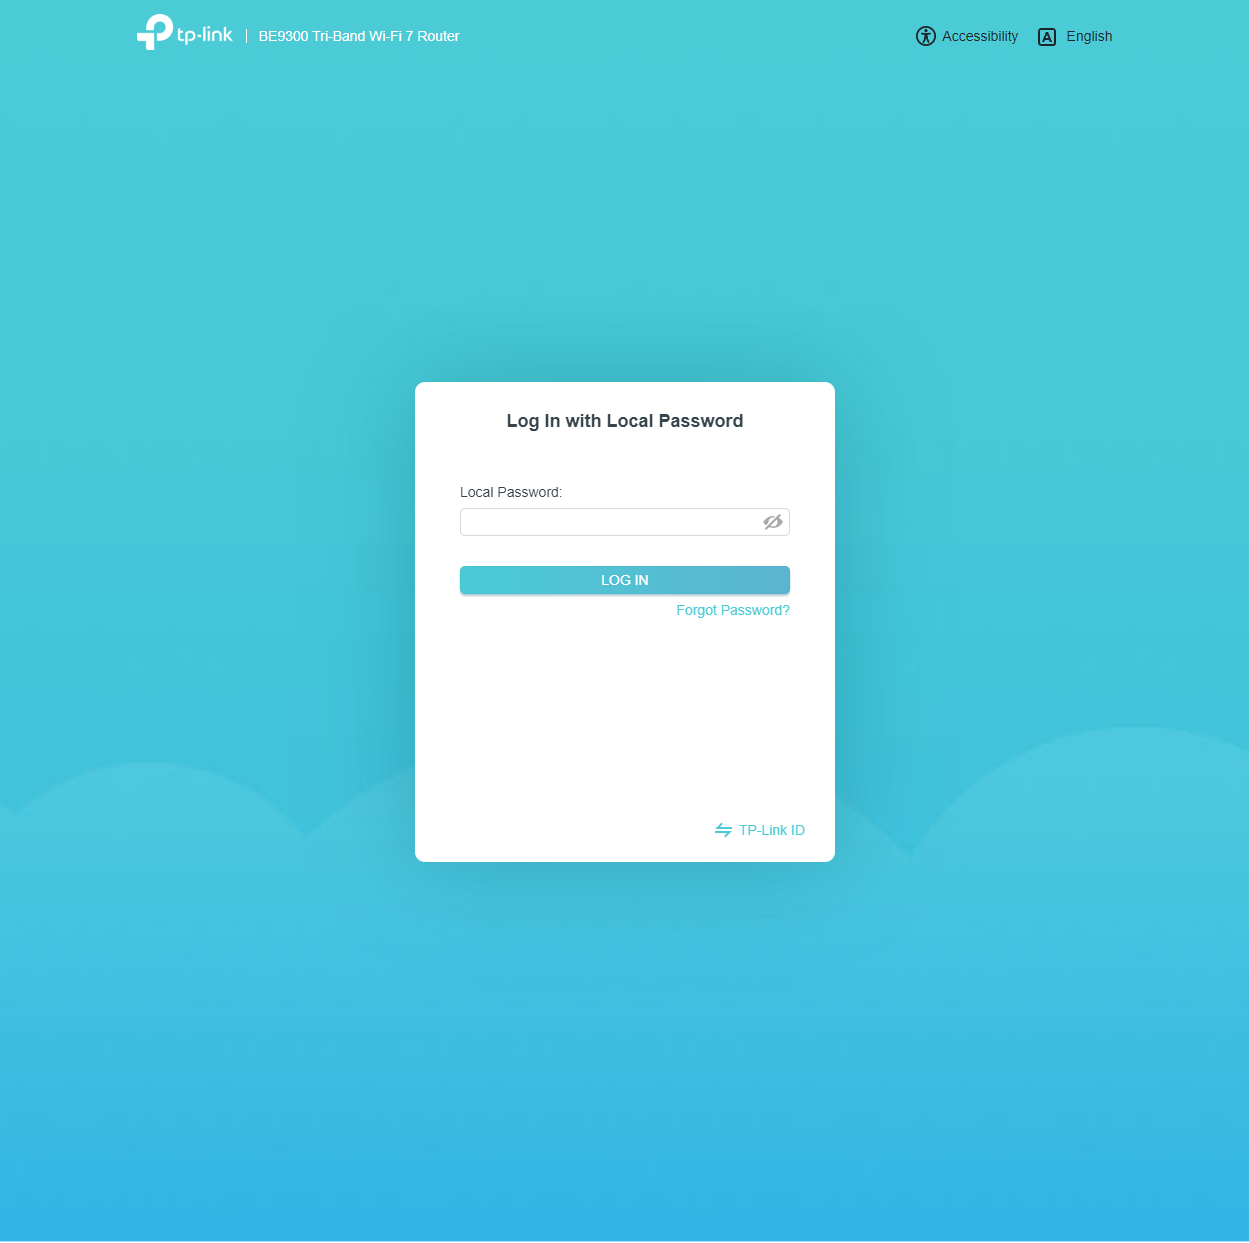 tp-link | BE9300 Tri-Band Wi-Fi 7 Router
Accessibility
English
Log In with Local Password
Local Password:
LOG IN
Forgot Password?
TP-Link ID